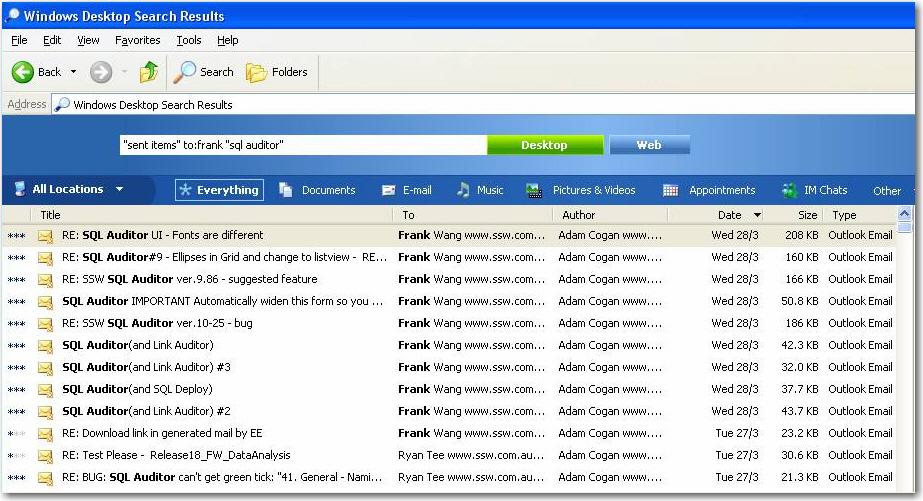 Windows Desktop Search Results
File Edit View Favorites Tools Help
Back Search Folders
Address Windows Desktop Search Results
"sent items" to:frank "sql auditor" Desktop Web
All Locations Everything Documents E-mail Music Pictures & Videos Appointments IM Chats Other
Title To Author Date Size Type
*** RE: SQL Auditor UI - Fonts are different Frank Wang www.ssw.com... Adam Cogan www.... Wed 28/3 208 KB Outlook Email
*** RE: SQL Auditor#9 - Ellipses in Grid and change to listview - RE... Frank Wang www.ssw.com... Adam Cogan www.... Wed 28/3 160 KB Outlook Email
*** RE: SSW SQL Auditor ver.9.86 - suggested feature Frank Wang www.ssw.com... Adam Cogan www.... Wed 28/3 166 KB Outlook Email
*** SQL Auditor IMPORTANT Automatically widen this form so you ... Frank Wang www.ssw.com... Adam Cogan www.... Wed 28/3 50.8 KB Outlook Email
*** RE: SSW SQL Auditor ver.10-25 - bug Frank Wang www.ssw.com... Adam Cogan www.... Wed 28/3 186 KB Outlook Email
*** SQL Auditor(and Link Auditor) Frank Wang www.ssw.com... Adam Cogan www.... Wed 28/3 42.3 KB Outlook Email
*** SQL Auditor(and Link Auditor) #3 Frank Wang www.ssw.com... Adam Cogan www.... Wed 28/3 32.0 KB Outlook Email
*** SQL Auditor(and SQL Deploy) Frank Wang www.ssw.com... Adam Cogan www.... Wed 28/3 37.7 KB Outlook Email
*** SQL Auditor(and Link Auditor) #2 Frank Wang www.ssw.com... Adam Cogan www.... Wed 28/3 43.7 KB Outlook Email
*** RE: Download link in generated mail by EE Frank Wang www.ssw.com... Adam Cogan www.... Tue 27/3 23.2 KB Outlook Email
*** RE: Test Please - Release18_FW_DataAnalysis Ryan Tee www.ssw.com.au... Adam Cogan www.... Tue 27/3 30.6 KB Outlook Email
*** RE: BUG: SQL Auditor can't get green tick: "41. General - Nami... Ryan Tee www.ssw.com.au... Adam Cogan www.... Tue 27/3 21.3 KB Outlook Email